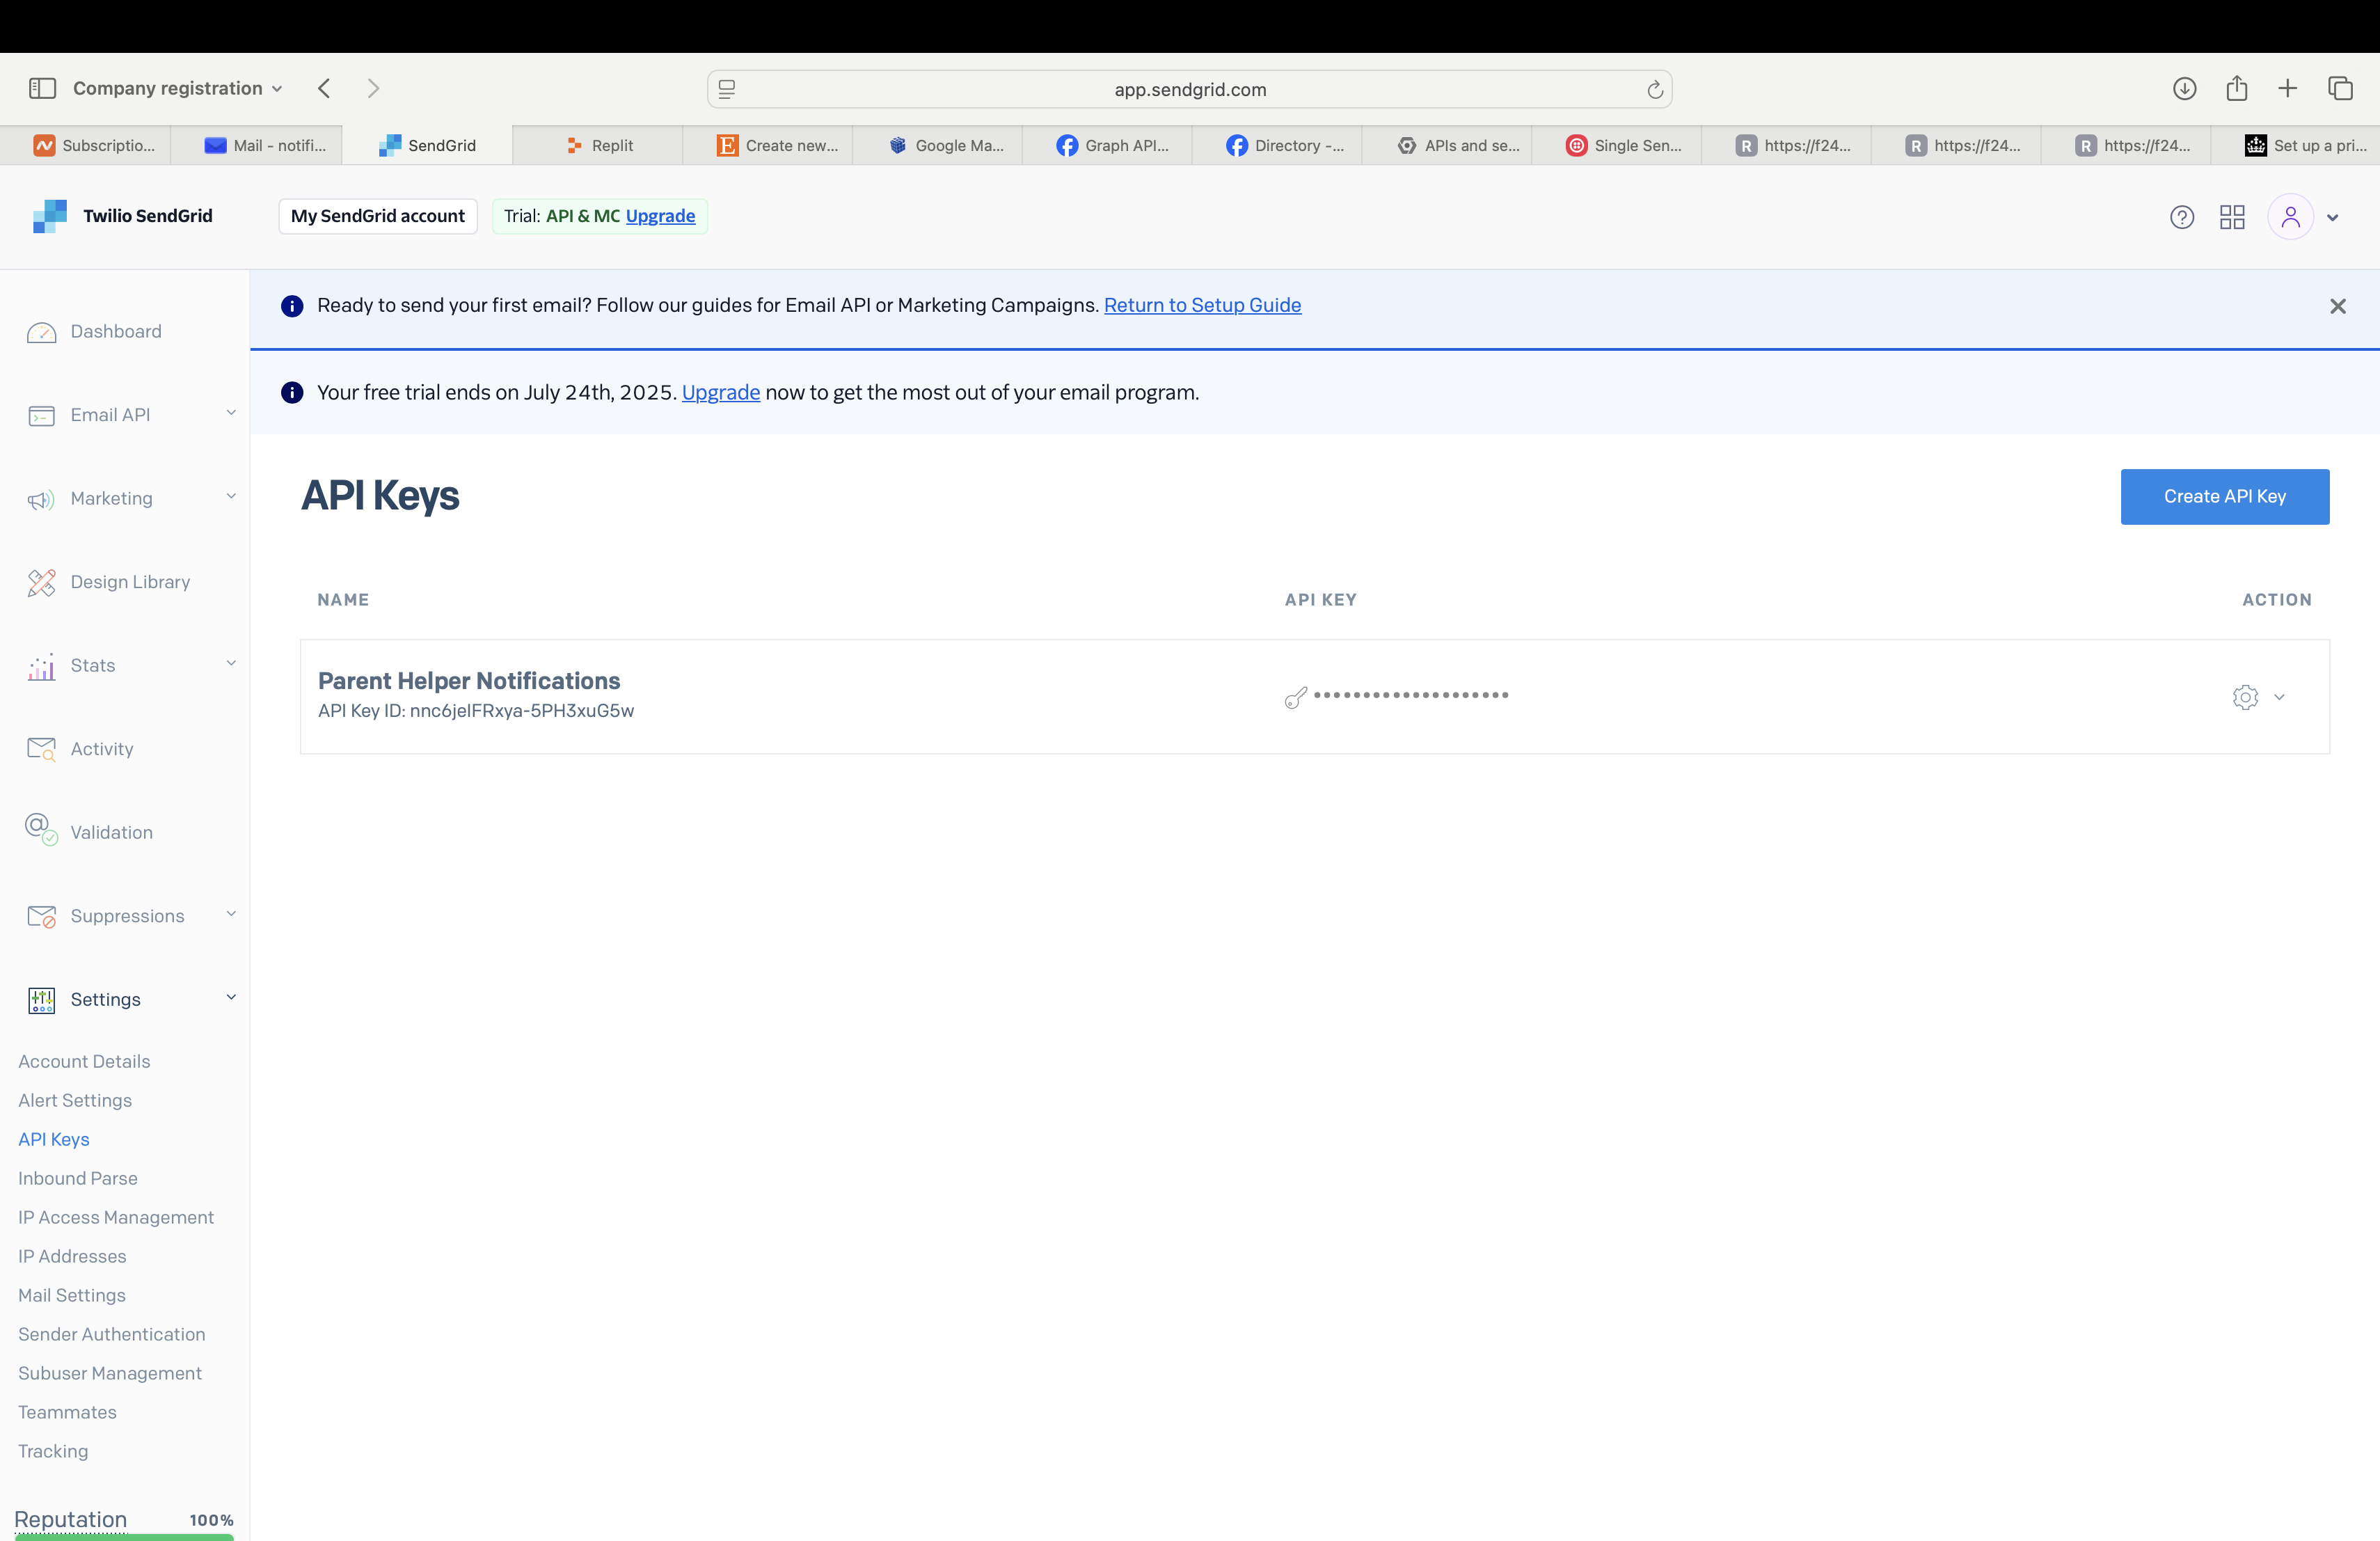 Company registration
app.sendgrid.com
Subscriptio...
Mail - notifi...
SendGrid
Replit
Create new...
Google Ma...
Graph API...
Directory -...
APIs and se...
Single Sen...
R https://f24...
R https://f24...
R https://f24...
Set up a pri...
Twilio SendGrid
My SendGrid account
Trial: API & MC Upgrade
Ready to send your first email? Follow our guides for Email API or Marketing Campaigns. Return to Setup Guide
Your free trial ends on July 24th, 2025. Upgrade now to get the most out of your email program.
Dashboard
Email API
Marketing
Design Library
Stats
Activity
Validation
Suppressions
Settings
Account Details
Alert Settings
API Keys
Inbound Parse
IP Access Management
IP Addresses
Mail Settings
Sender Authentication
Subuser Management
Teammates
Tracking
Reputation 100%
API Keys
Create API Key
NAME API KEY ACTION
Parent Helper Notifications
API Key ID: nnc6jelFRxya-5PH3xuG5w
••••••••••••••••••••